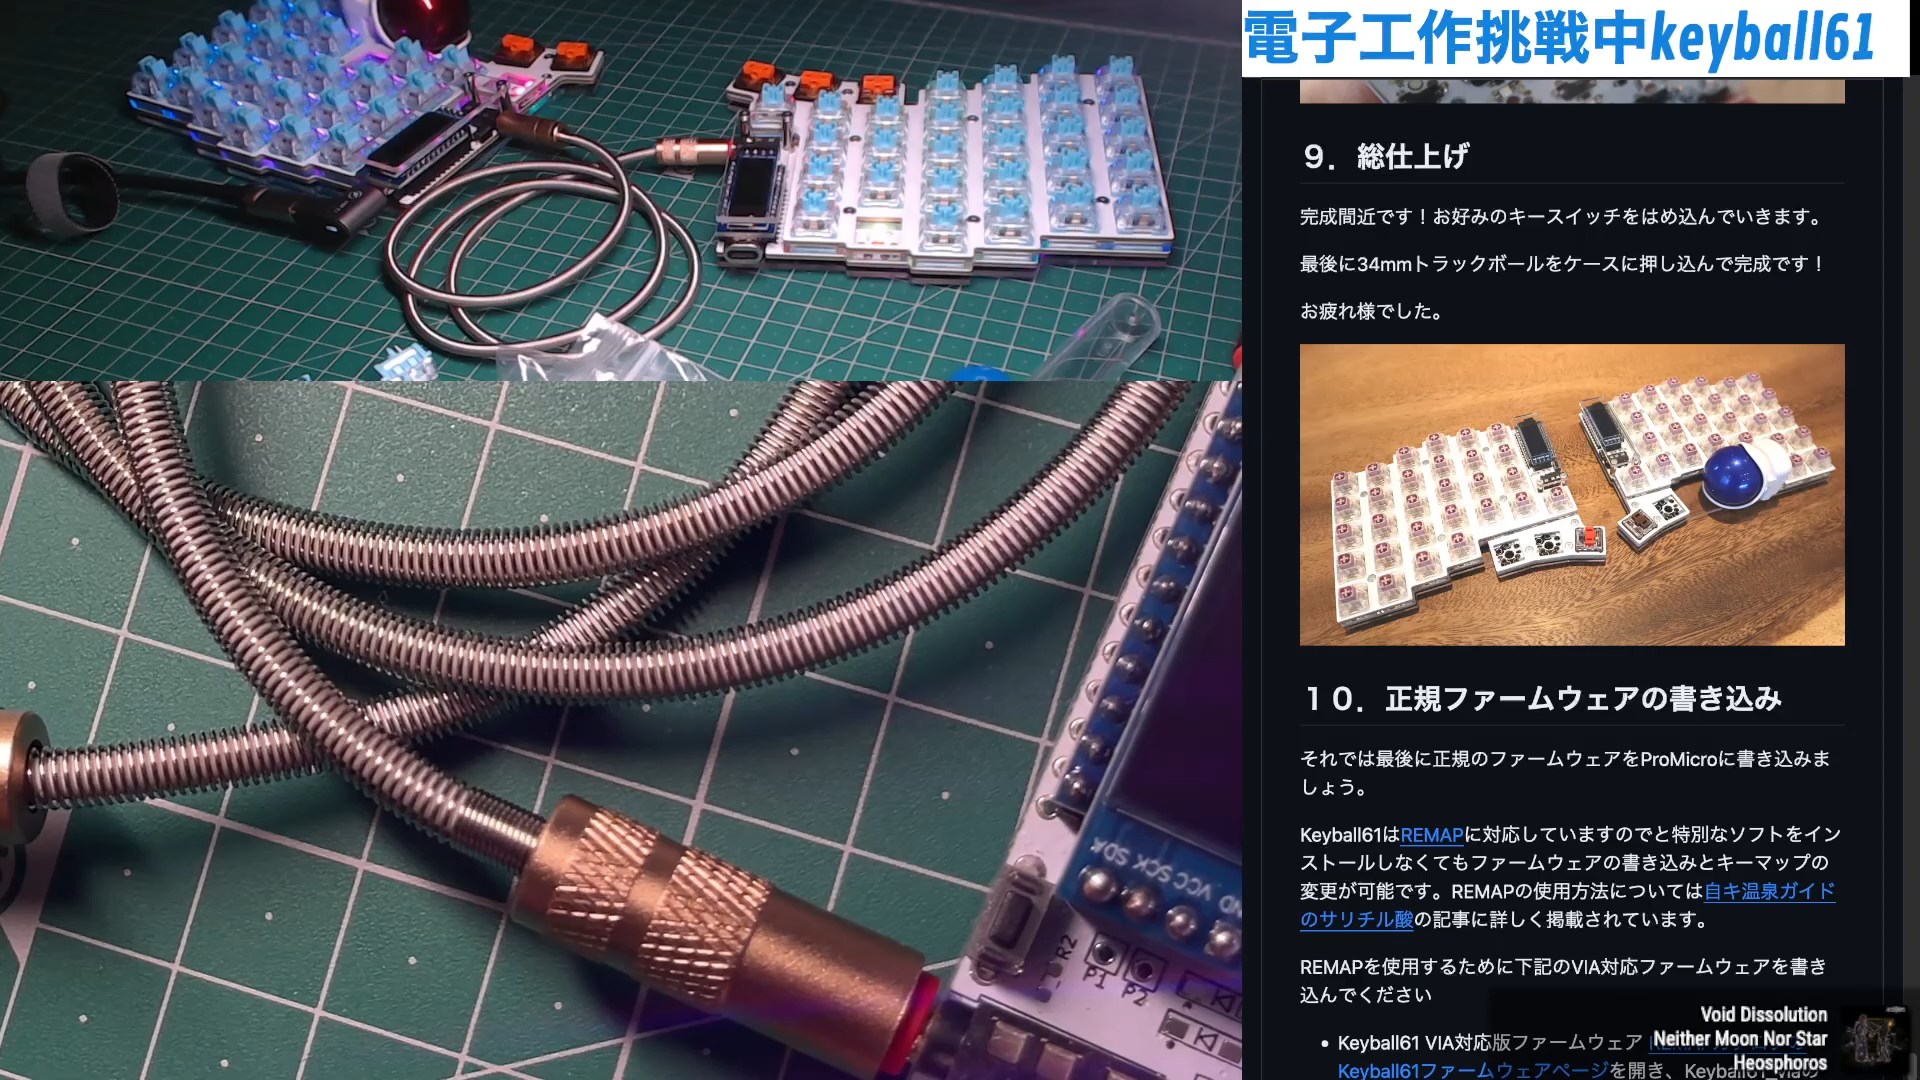 電子工作挑戦中keyball61
９．総仕上げ
完成間近です！お好みのキースイッチをはめ込んでいきます。
最後に34mmトラックボールをケースに押し込んで完成です！
お疲れ様でした。
１０．正規ファームウェアの書き込み
それでは最後に正規のファームウェアをProMicroに書き込みま
しょう。
Keyball61はREMAPに対応していますのでと特別なソフトをイン
ストールしなくてもファームウェアの書き込みとキーマップの
変更が可能です。REMAPの使用方法については自キ温泉ガイド
のサリチル酸の記事に詳しく掲載されています。
REMAPを使用するために下記のVIA対応ファームウェアを書き
込んでください
• Keyball61 VIA対応版ファームウェア
Keyball61ファームウェアページを開き、Keyball61_viaの
Void Dissolution
Neither Moon Nor Star
Heosphoros
SDA
SCK
VCC
R2
P1
P2